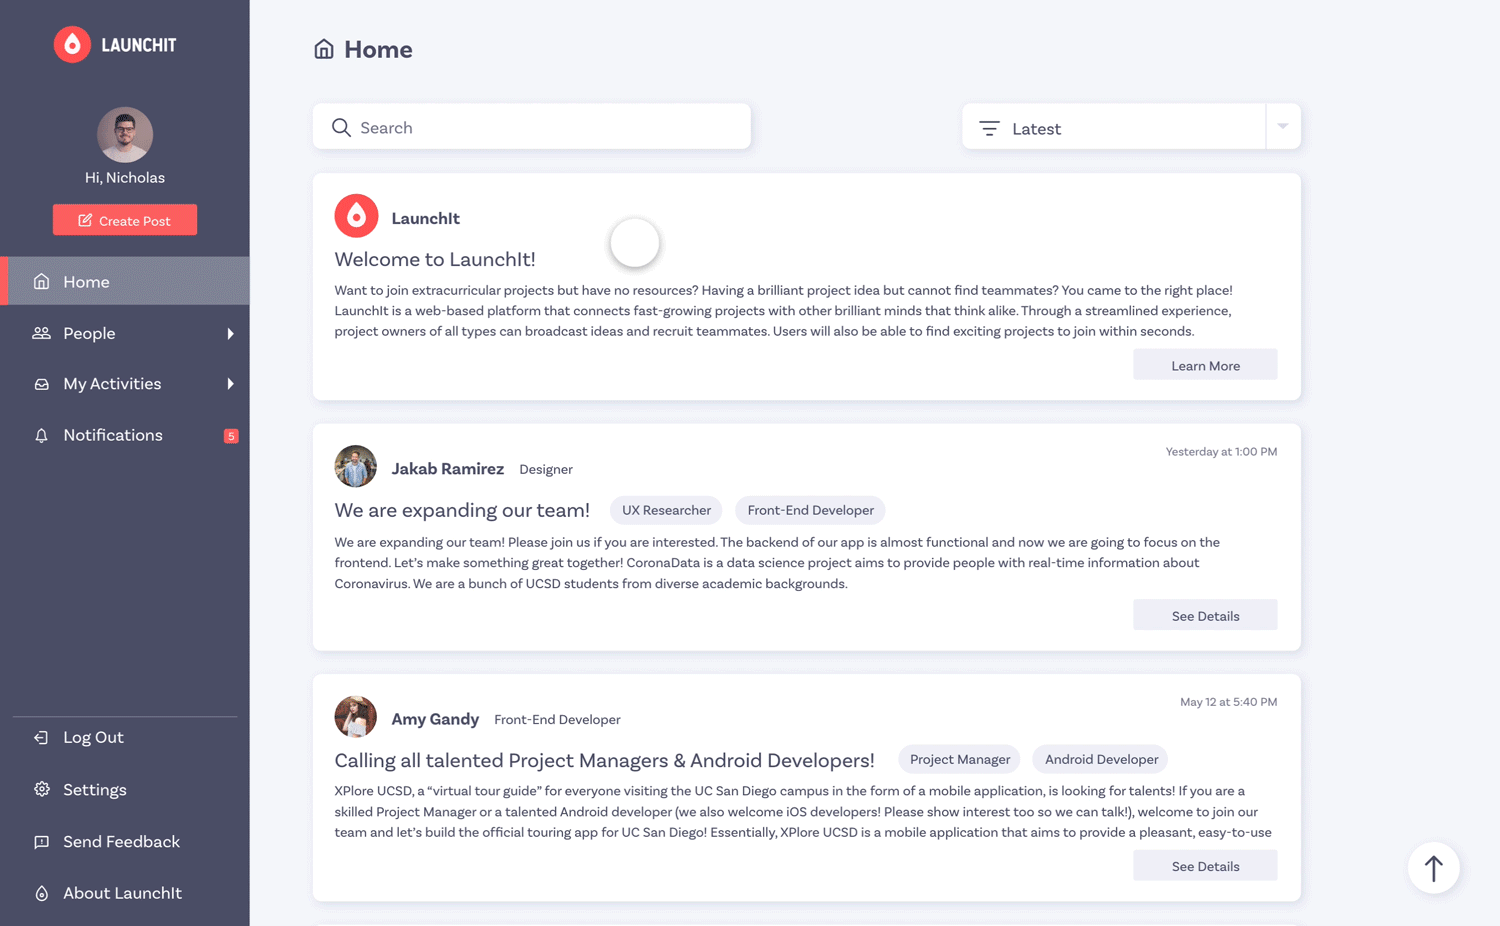 LAUNCHIT
Hi, Nicholas
Create Post
Home
People
My Activities
Notifications 5
Log Out
Settings
Send Feedback
About LaunchIt
Home
Search
Latest
LaunchIt
Welcome to LaunchIt!
Want to join extracurricular projects but have no resources? Having a brilliant project idea but cannot find teammates? You came to the right place!
LaunchIt is a web-based platform that connects fast-growing projects with other brilliant minds that think alike. Through a streamlined experience,
project owners of all types can broadcast ideas and recruit teammates. Users will also be able to find exciting projects to join within seconds.
Learn More
Yesterday at 1:00 PM
Jakab Ramirez Designer
We are expanding our team! UX Researcher Front-End Developer
We are expanding our team! Please join us if you are interested. The backend of our app is almost functional and now we are going to focus on the
frontend. Let’s make something great together! CoronaData is a data science project aims to provide people with real-time information about
Coronavirus. We are a bunch of UCSD students from diverse academic backgrounds.
See Details
May 12 at 5:40 PM
Amy Gandy Front-End Developer
Calling all talented Project Managers & Android Developers! Project Manager Android Developer
XPlore UCSD, a “virtual tour guide” for everyone visiting the UC San Diego campus in the form of a mobile application, is looking for talents! If you are a
skilled Project Manager or a talented Android developer (we also welcome iOS developers! Please show interest too so we can talk!), welcome to join our
team and let’s build the official touring app for UC San Diego! Essentially, XPlore UCSD is a mobile application that aims to provide a pleasant, easy-to-use
See Details